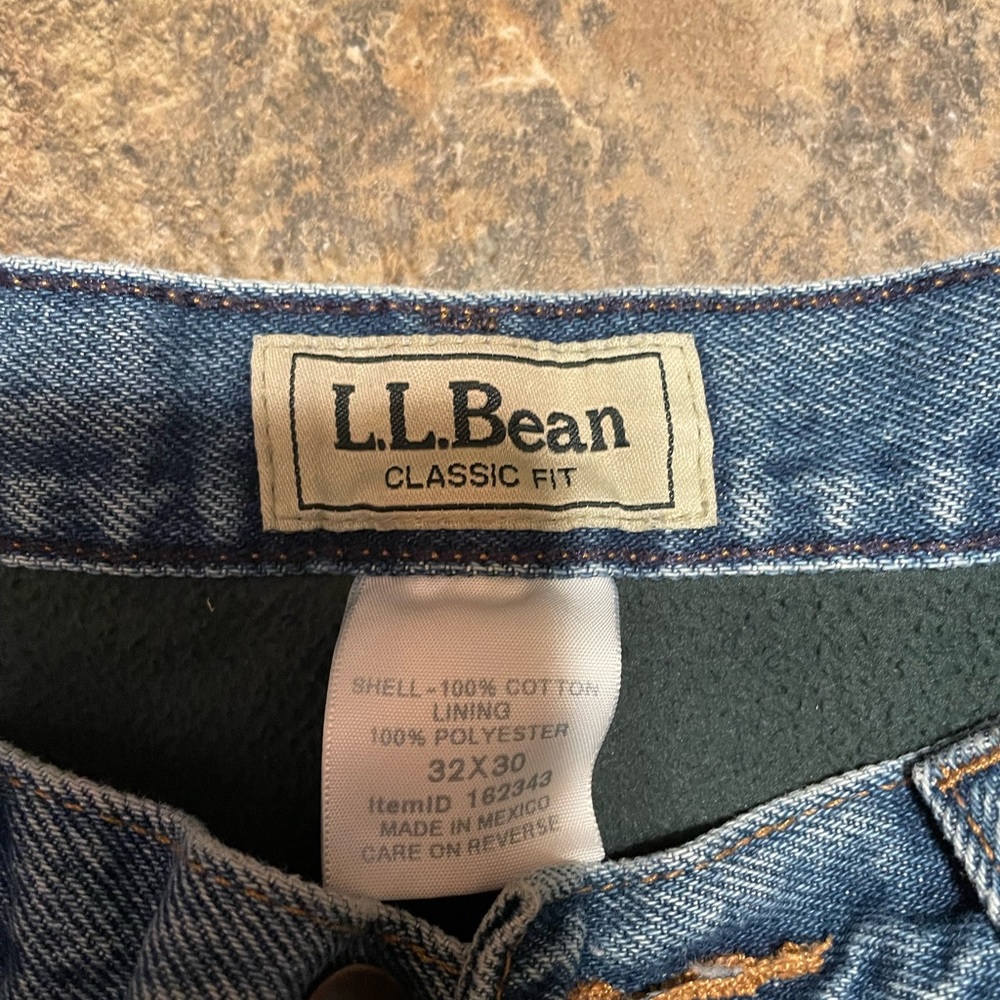 L.L.Bean
CLASSIC FIT
SHELL-100% COTTON
LINING
100% POLYESTER
32X30
ItemID 162343
MADE IN MEXICO
CARE ON REVERSE